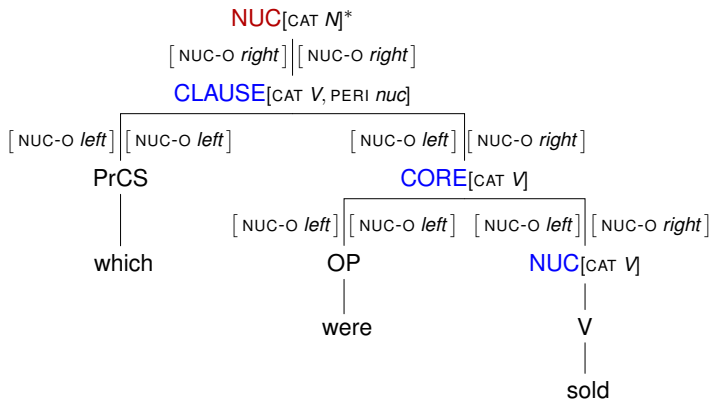 NUC[CAT N]*
[NUC-O right] [NUC-O right]
CLAUSE[CAT V, PERI nuc]
[NUC-O left] [NUC-O left] [NUC-O left] [NUC-O right]
PrCS CORE[CAT V]
[NUC-O left] [NUC-O left] [NUC-O left] [NUC-O right]
which OP NUC[CAT V]
were V
sold